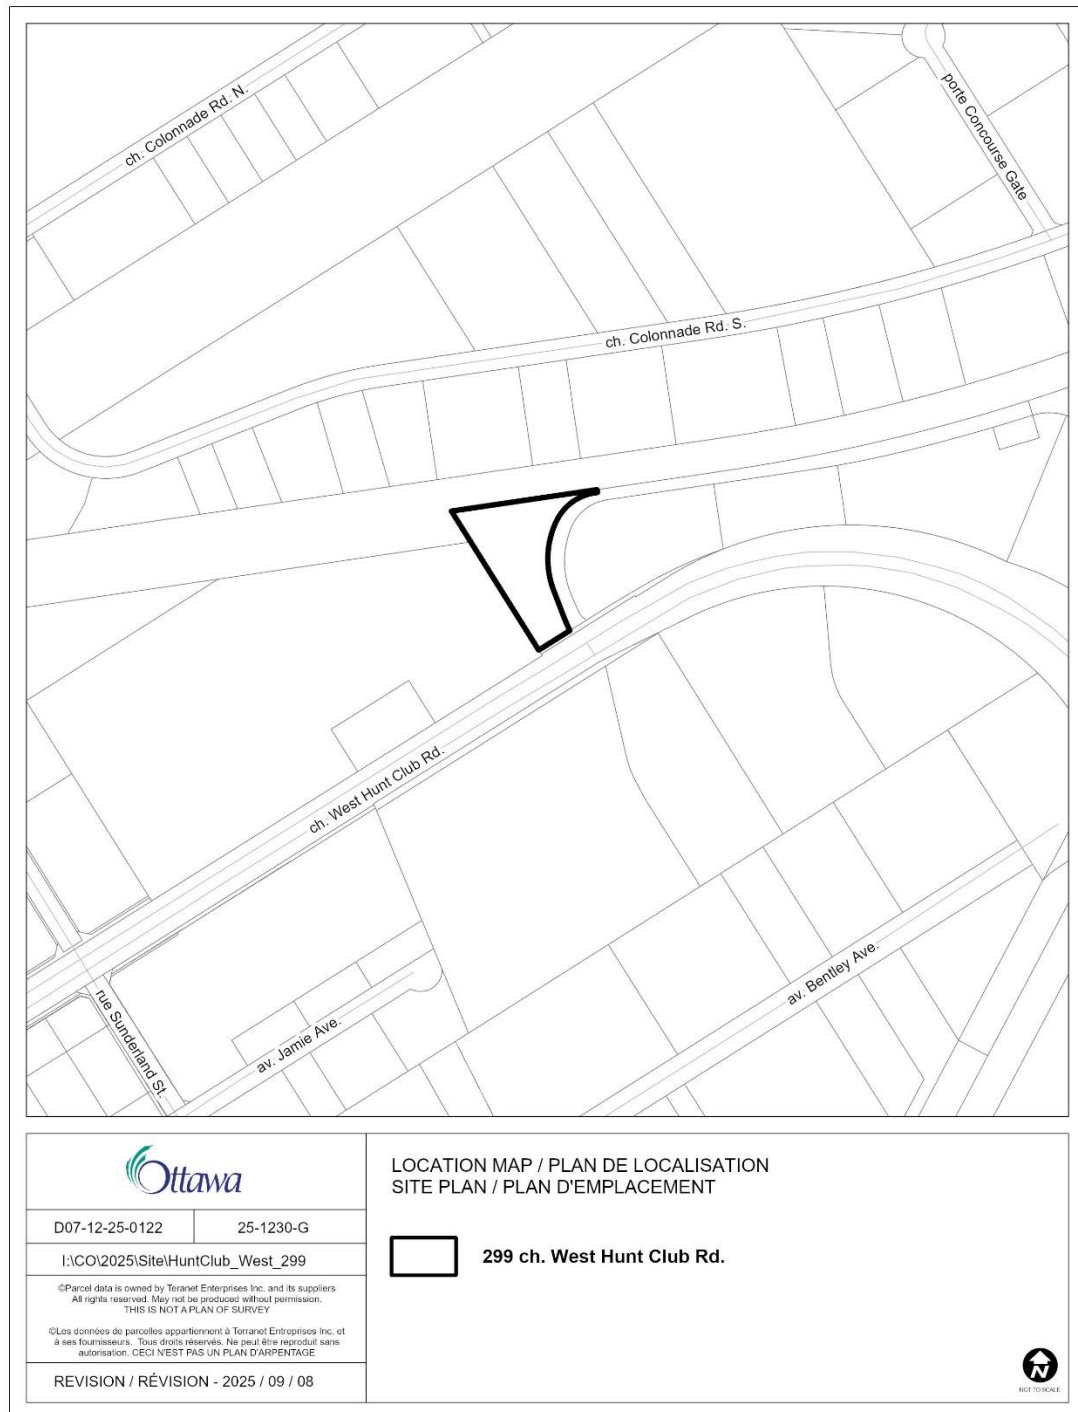 ch. Colonnade Rd. N.
porte Concourse Gate
ch. Colonnade Rd. S.
ch. West Hunt Club Rd.
av. Bentley Ave.
rue Sunderland St.
av. Jamie Ave.
Ottawa
D07-12-25-0122
25-1230-G
I:\CO\2025\Site\HuntClub_West_299
©Parcel data is owned by Teranet Enterprises Inc. and its suppliers
All rights reserved. May not be produced without permission.
THIS IS NOT A PLAN OF SURVEY
©Les données de parcelles appartiennent à Terranet Entreprises Inc. et
à ses fournisseurs. Tous droits réservés. Ne peut être reproduit sans
autorisation. CECI N'EST PAS UN PLAN D'ARPENTAGE
REVISION / RÉVISION - 2025 / 09 / 08
LOCATION MAP / PLAN DE LOCALISATION
SITE PLAN / PLAN D'EMPLACEMENT
299 ch. West Hunt Club Rd.
N
NOT TO SCALE